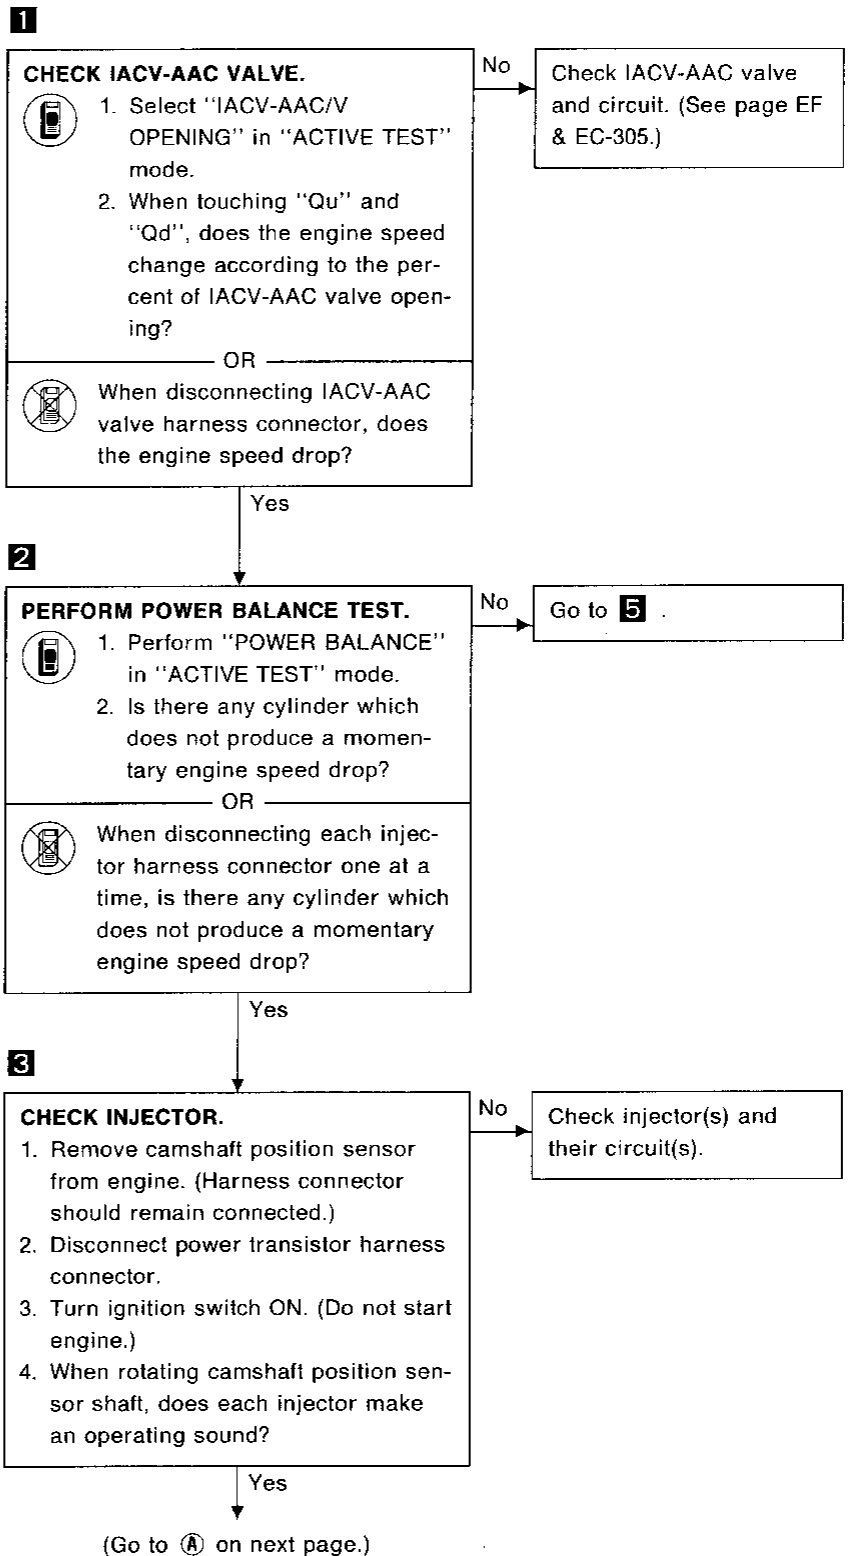 1
CHECK IACV-AAC VALVE.
1. Select "IACV-AAC/V
OPENING" in "ACTIVE TEST"
mode.
2. When touching "Qu" and
"Qd", does the engine speed
change according to the per-
cent of IACV-AAC valve open-
ing?
OR
When disconnecting IACV-AAC
valve harness connector, does
the engine speed drop?
No
Check IACV-AAC valve
and circuit. (See page EF
& EC-305.)
Yes
2
PERFORM POWER BALANCE TEST.
1. Perform "POWER BALANCE"
in "ACTIVE TEST" mode.
2. Is there any cylinder which
does not produce a momen-
tary engine speed drop?
OR
When disconnecting each injec-
tor harness connector one at a
time, is there any cylinder which
does not produce a momentary
engine speed drop?
No
Go to 5 .
Yes
3
CHECK INJECTOR.
1. Remove camshaft position sensor
from engine. (Harness connector
should remain connected.)
2. Disconnect power transistor harness
connector.
3. Turn ignition switch ON. (Do not start
engine.)
4. When rotating camshaft position sen-
sor shaft, does each injector make
an operating sound?
No
Check injector(s) and
their circuit(s).
Yes
(Go to Ⓐ on next page.)